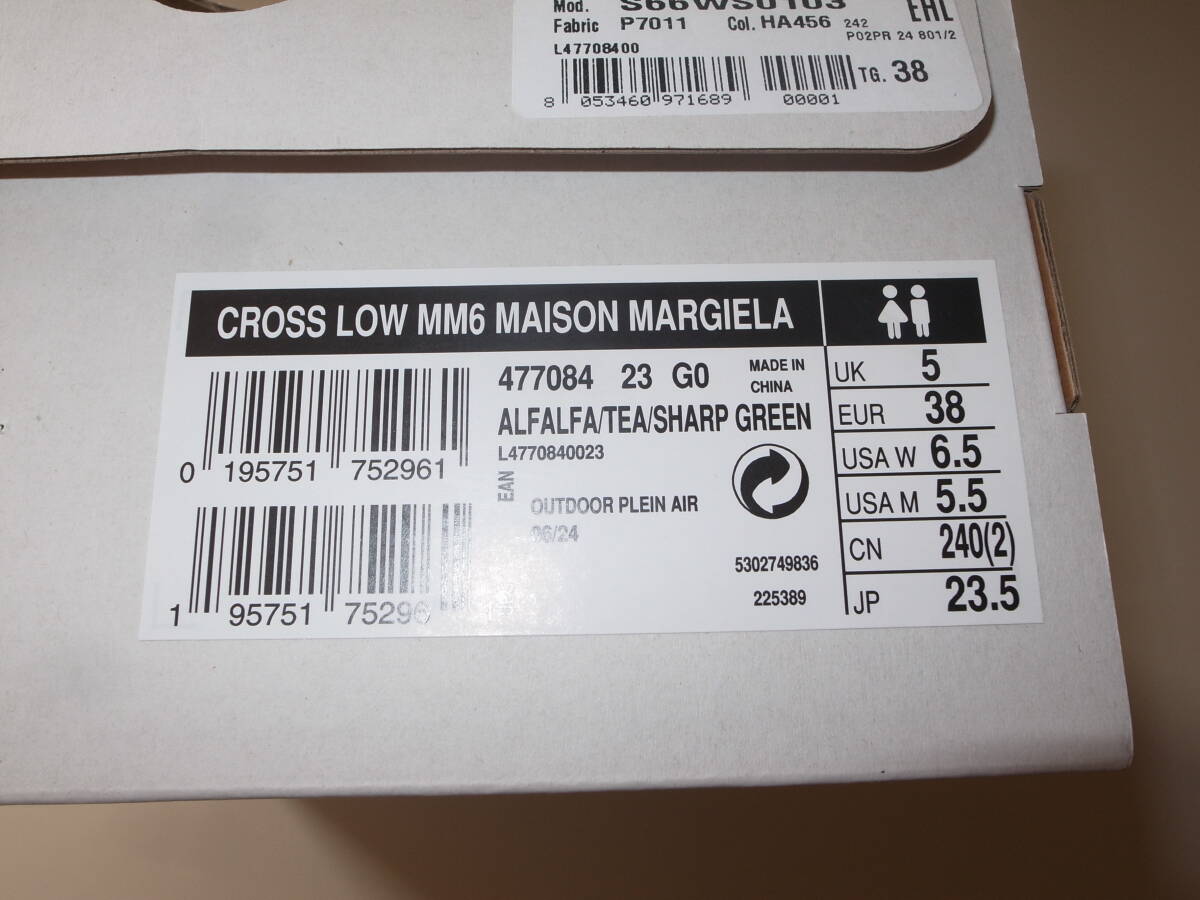 Mod. S66WS0103 EAC
Fabric P7011 Col. HA456 242
P02PR 24 801/2
L47708400
TG. 38
8 053460 971689 00001
CROSS LOW MM6 MAISON MARGIELA
477084 23 G0 MADE IN CHINA
ALFALFA/TEA/SHARP GREEN
L4770840023
EAN
0 195751 752961
OUTDOOR PLEIN AIR
06/24
5302749836
225389
1 95751 75296
UK 5
EUR 38
USA W 6.5
USA M 5.5
CN 240(2)
JP 23.5